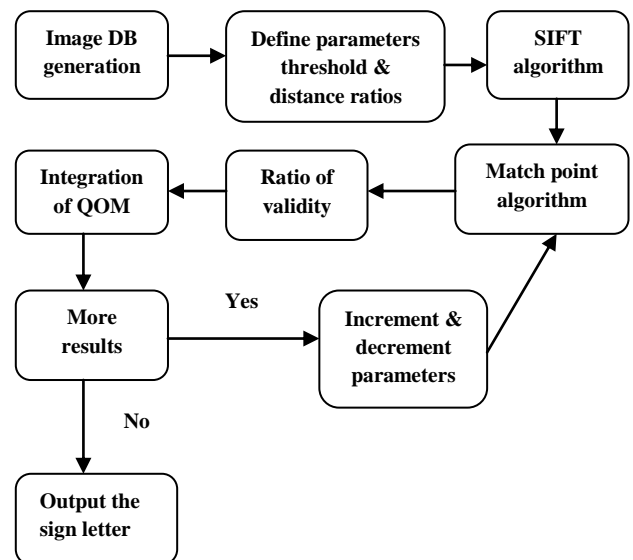 Image DB
generation
Define parameters
threshold &
distance ratios
SIFT
algorithm
Match point
algorithm
Ratio of
validity
Integration
of QOM
More
results
Yes
Increment &
decrement
parameters
No
Output the
sign letter